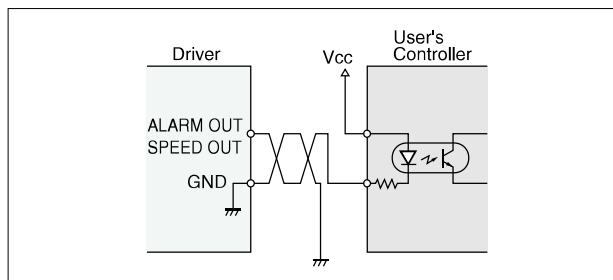 Driver
Vcc
User's
Controller
ALARM OUT
SPEED OUT
GND